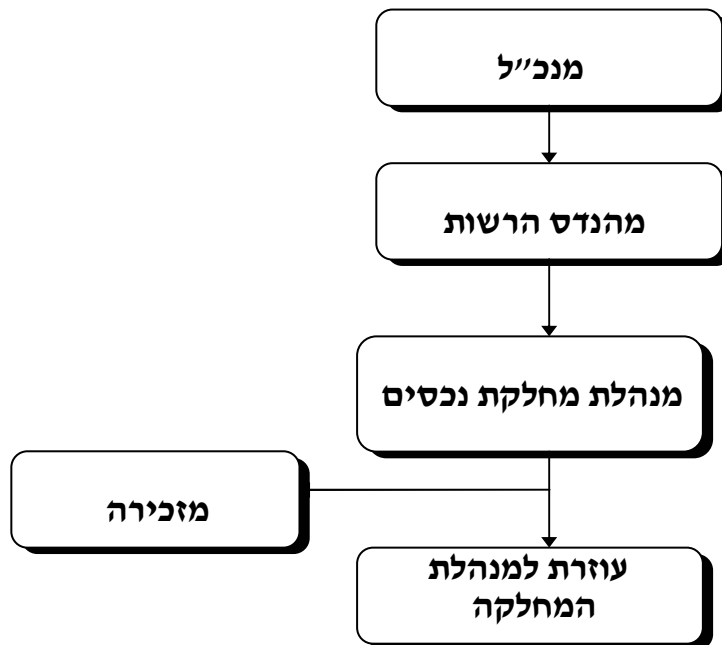 מנכ״ל
מהנדס הרשות
מנהלת מחלקת נכסים
מזכירה
עוזרת למנהלת
המחלקה